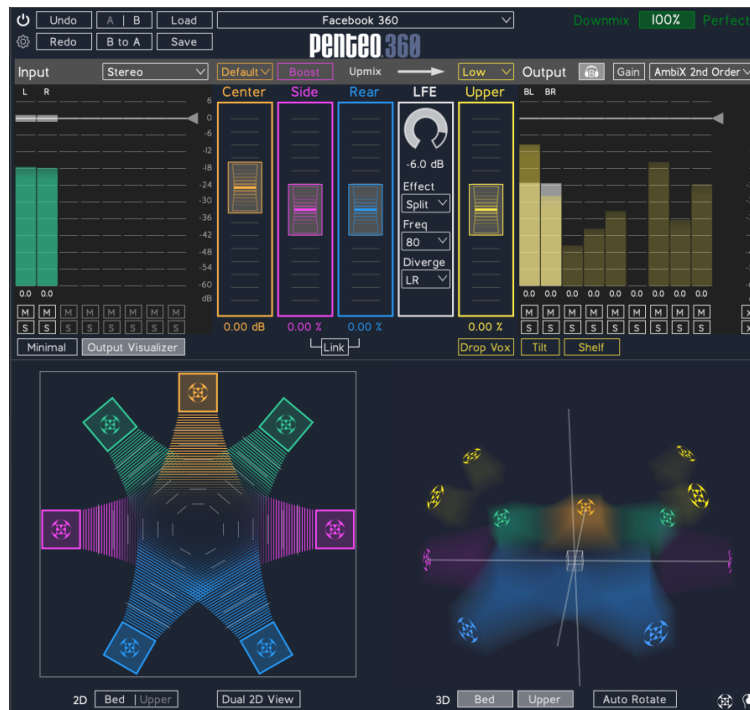 Undo A | B Load Facebook 360 Downmix 100% Perfect
Redo B to A Save PENTEO 360
Input Stereo Default Boost Upmix Low Output B Gain AmbiX 2nd Order
L R Center Side Rear LFE Upper BL BR
6
0
-6
-12
-18
-24
-30
-36
-42
-48
-54
-60
dB
-6.0 dB
Effect
Split
Freq
80
Diverge
LR
0.0 0.0 0.0 0.0 0.0 0.0 0.0 0.0 0.0 0.0
M M M M M M M M M M M M M M M M
S S S S S S S S S S S S S S S S
0.00 dB 0.00 % 0.00 % 0.00 %
Minimal Output Visualizer Link Drop Vox Tilt Shelf
2D Bed | Upper Dual 2D View 3D Bed Upper Auto Rotate